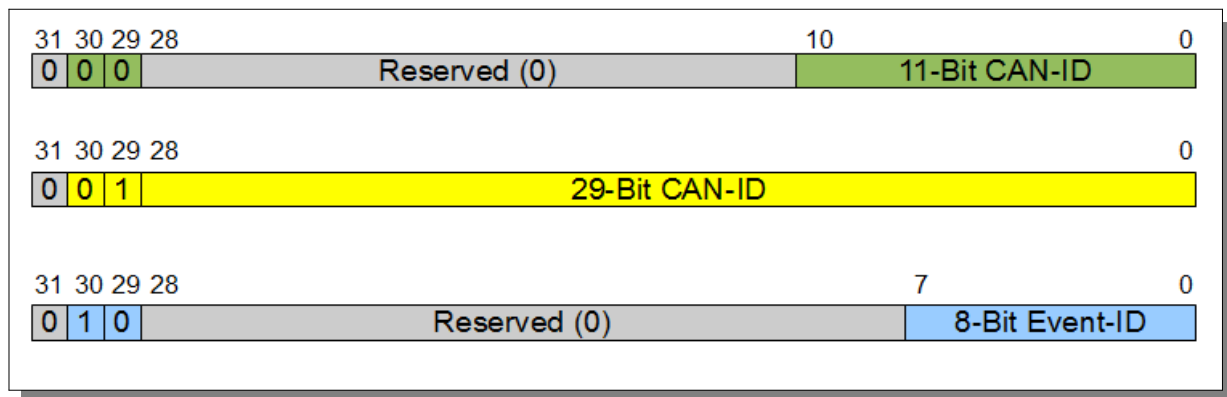 31 30 29 28 10 0
0 0 0 Reserved (0) 11-Bit CAN-ID
31 30 29 28 0
0 0 1 29-Bit CAN-ID
31 30 29 28 7 0
0 1 0 Reserved (0) 8-Bit Event-ID